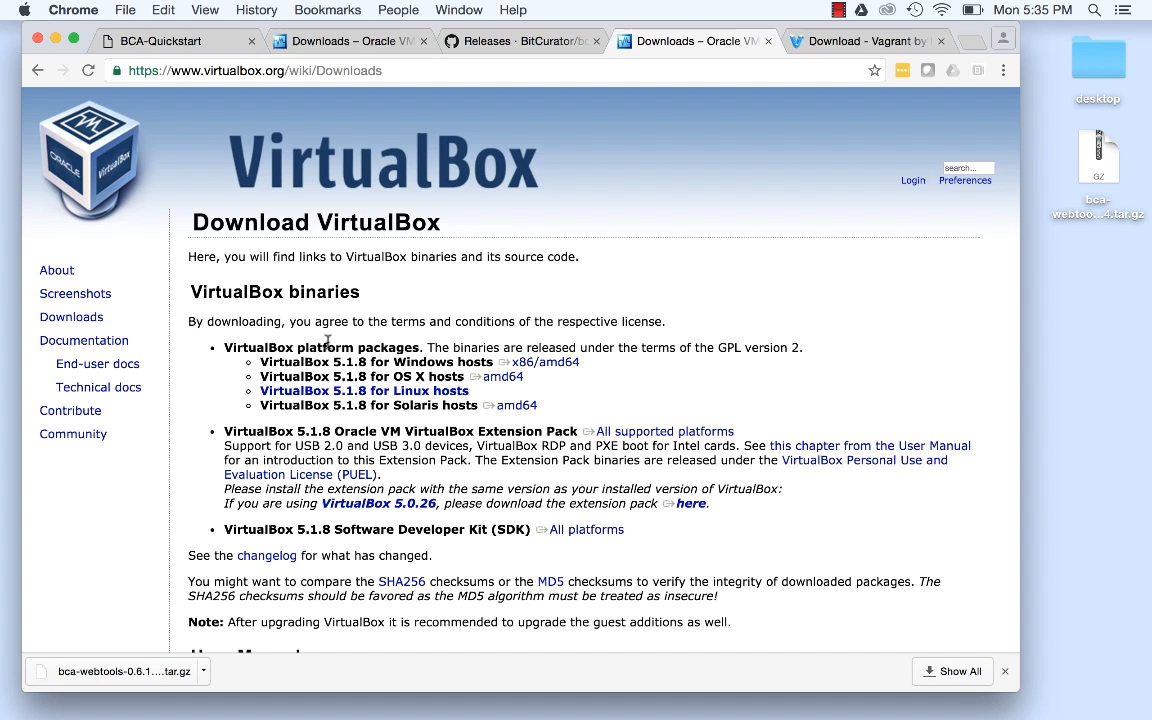 Chrome File Edit View History Bookmarks People Window Help Mon 5:35 PM
BCA-Quickstart Downloads – Oracle VM Releases · BitCurator/b Downloads – Oracle VM Download - Vagrant by
https://www.virtualbox.org/wiki/Downloads
desktop
GZ
bca-
webtoo...4.tar.gz
ORACLE
VirtualBox
VirtualBox
search...
Login Preferences
Download VirtualBox
Here, you will find links to VirtualBox binaries and its source code.
About
Screenshots
Downloads
Documentation
End-user docs
Technical docs
Contribute
Community
VirtualBox binaries
By downloading, you agree to the terms and conditions of the respective license.
• VirtualBox platform packages. The binaries are released under the terms of the GPL version 2.
VirtualBox 5.1.8 for Windows hosts x86/amd64
VirtualBox 5.1.8 for OS X hosts amd64
VirtualBox 5.1.8 for Linux hosts
VirtualBox 5.1.8 for Solaris hosts amd64
• VirtualBox 5.1.8 Oracle VM VirtualBox Extension Pack All supported platforms
Support for USB 2.0 and USB 3.0 devices, VirtualBox RDP and PXE boot for Intel cards. See this chapter from the User Manual
for an introduction to this Extension Pack. The Extension Pack binaries are released under the VirtualBox Personal Use and
Evaluation License (PUEL).
Please install the extension pack with the same version as your installed version of VirtualBox:
If you are using VirtualBox 5.0.26, please download the extension pack here.
• VirtualBox 5.1.8 Software Developer Kit (SDK) All platforms
See the changelog for what has changed.
You might want to compare the SHA256 checksums or the MD5 checksums to verify the integrity of downloaded packages. The
SHA256 checksums should be favored as the MD5 algorithm must be treated as insecure!
Note: After upgrading VirtualBox it is recommended to upgrade the guest additions as well.
bca-webtools-0.6.1....tar.gz Show All